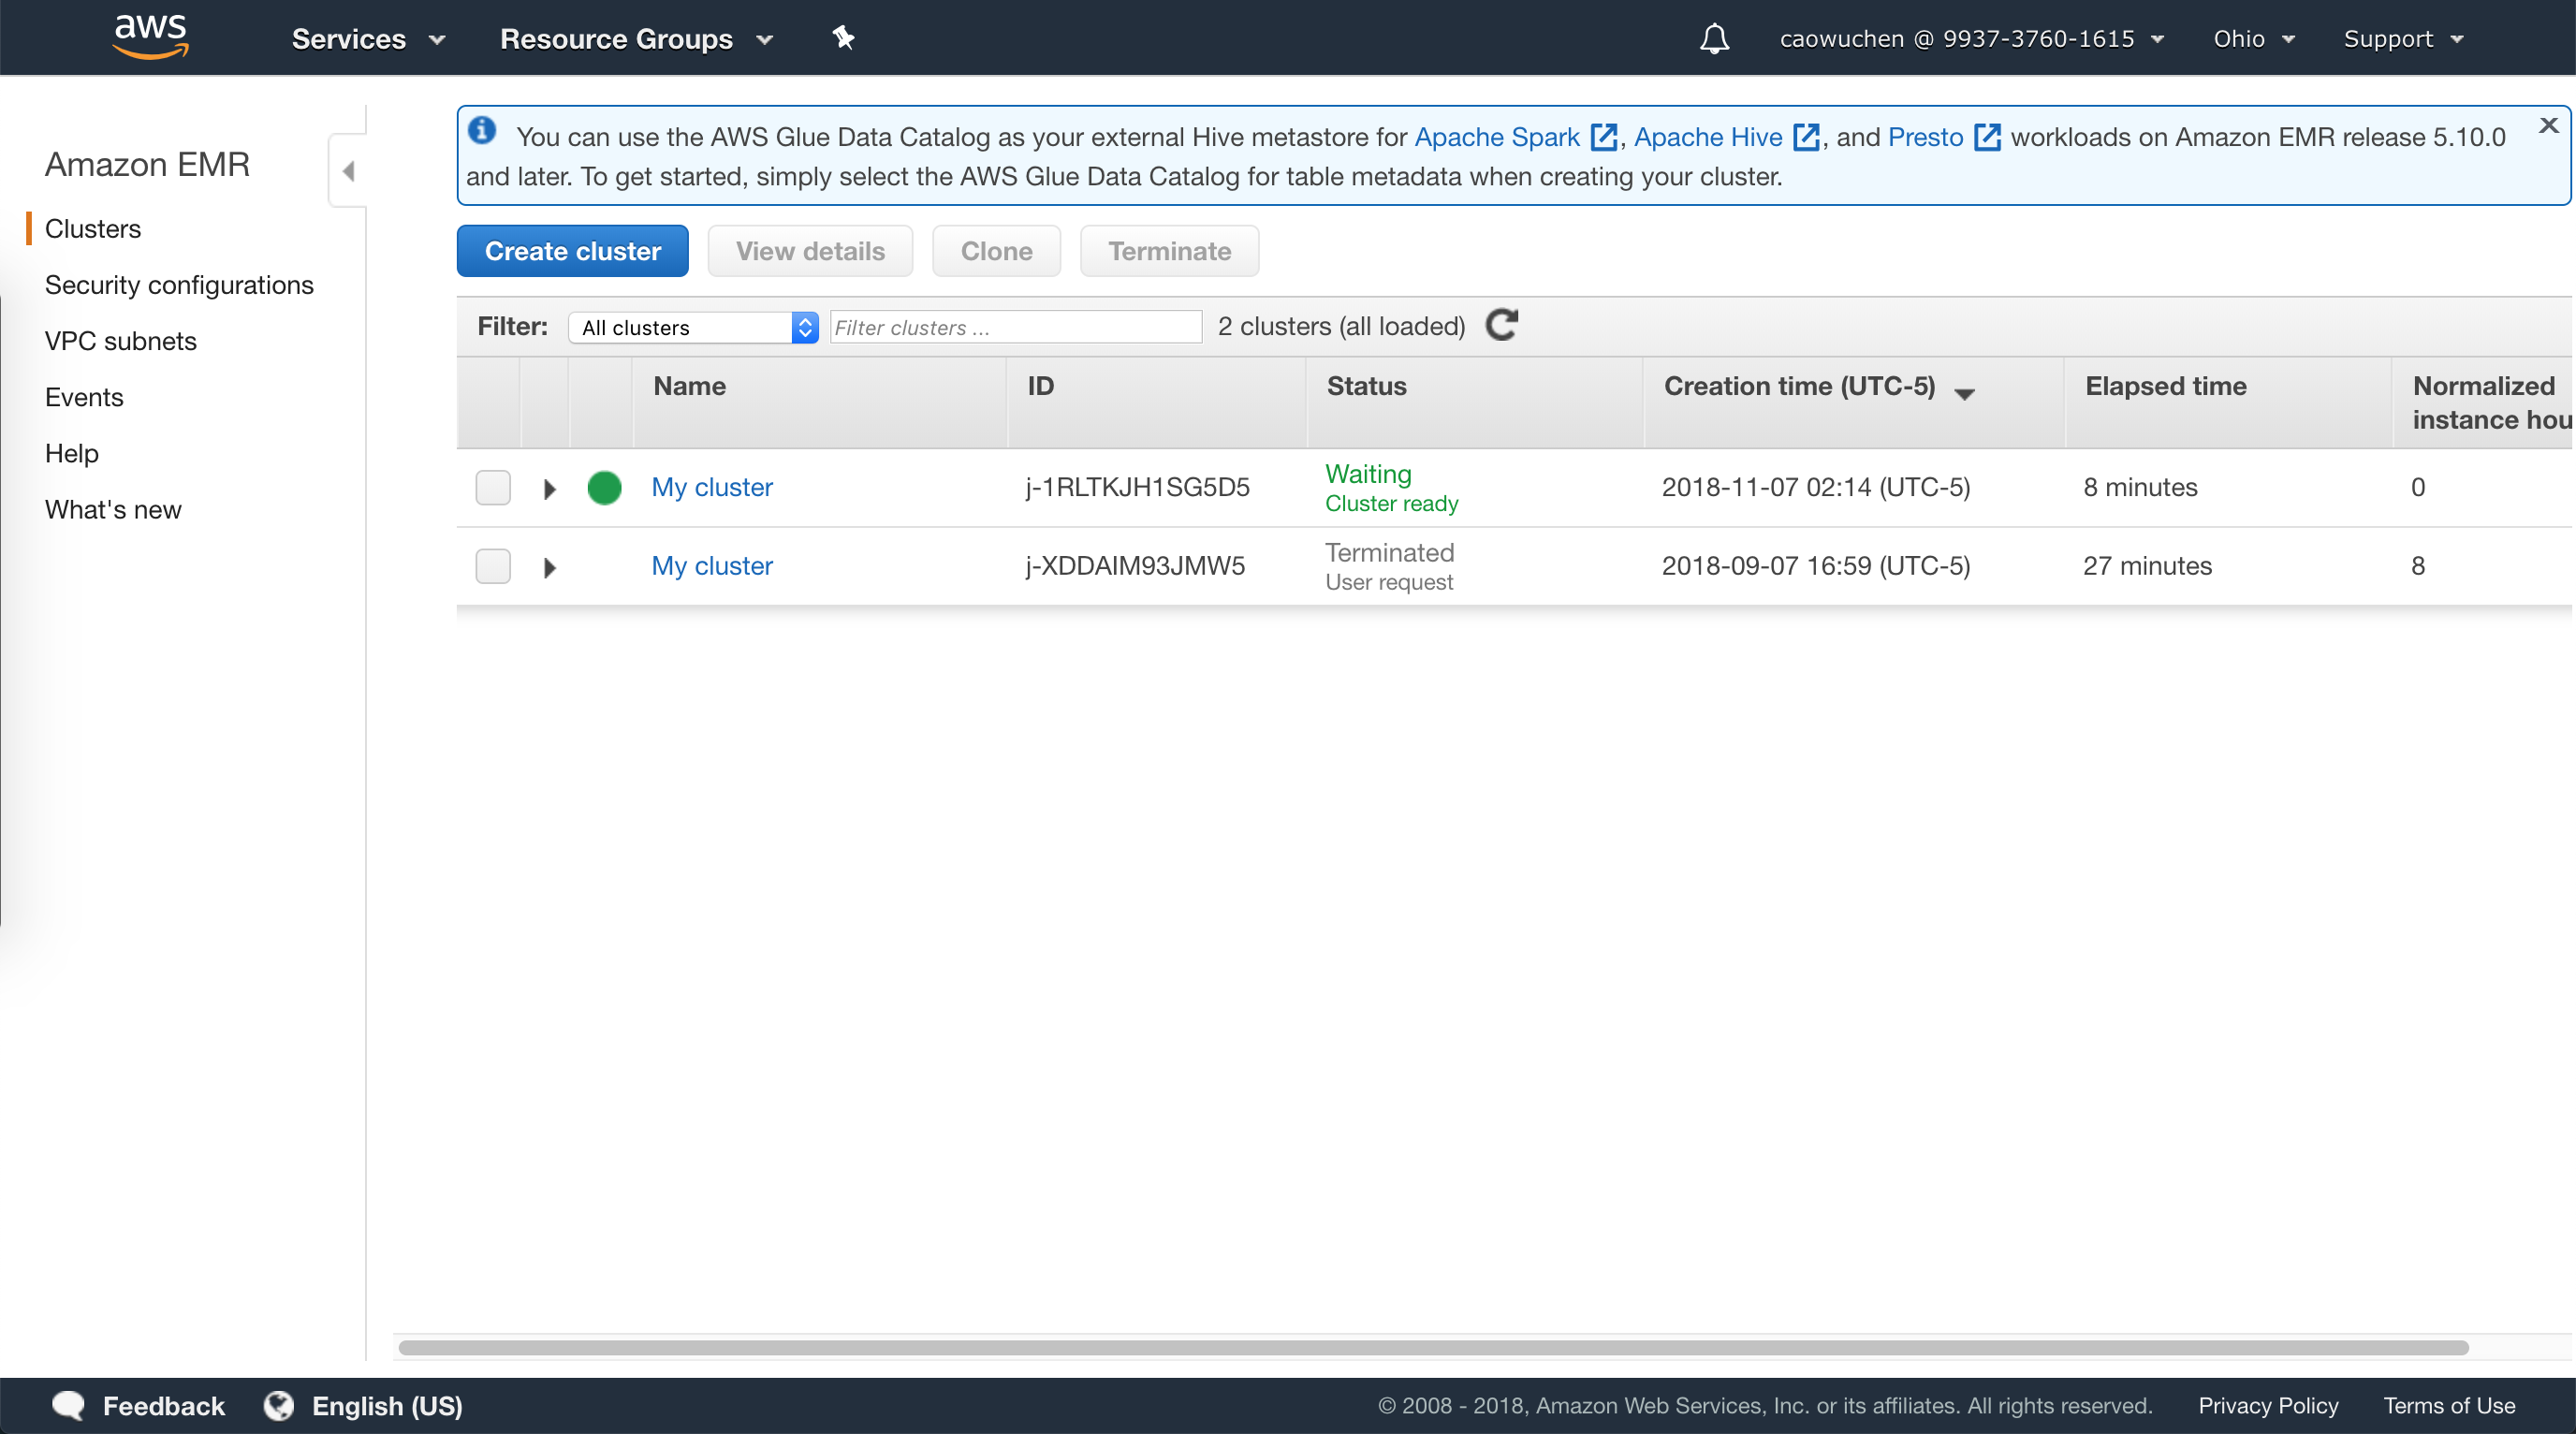 aws
Services
Resource Groups
caowuchen @ 9937-3760-1615
Ohio
Support
Amazon EMR
Clusters
Security configurations
VPC subnets
Events
Help
What's new
You can use the AWS Glue Data Catalog as your external Hive metastore for Apache Spark , Apache Hive , and Presto workloads on Amazon EMR release 5.10.0
and later. To get started, simply select the AWS Glue Data Catalog for table metadata when creating your cluster.
Create cluster
View details
Clone
Terminate
Filter: All clusters Filter clusters ... 2 clusters (all loaded)
Name ID Status Creation time (UTC-5) Elapsed time Normalized
instance hou
My cluster j-1RLTKJH1SG5D5 Waiting 2018-11-07 02:14 (UTC-5) 8 minutes 0
Cluster ready
My cluster j-XDDAIM93JMW5 Terminated 2018-09-07 16:59 (UTC-5) 27 minutes 8
User request
Feedback
English (US)
© 2008 - 2018, Amazon Web Services, Inc. or its affiliates. All rights reserved.
Privacy Policy
Terms of Use